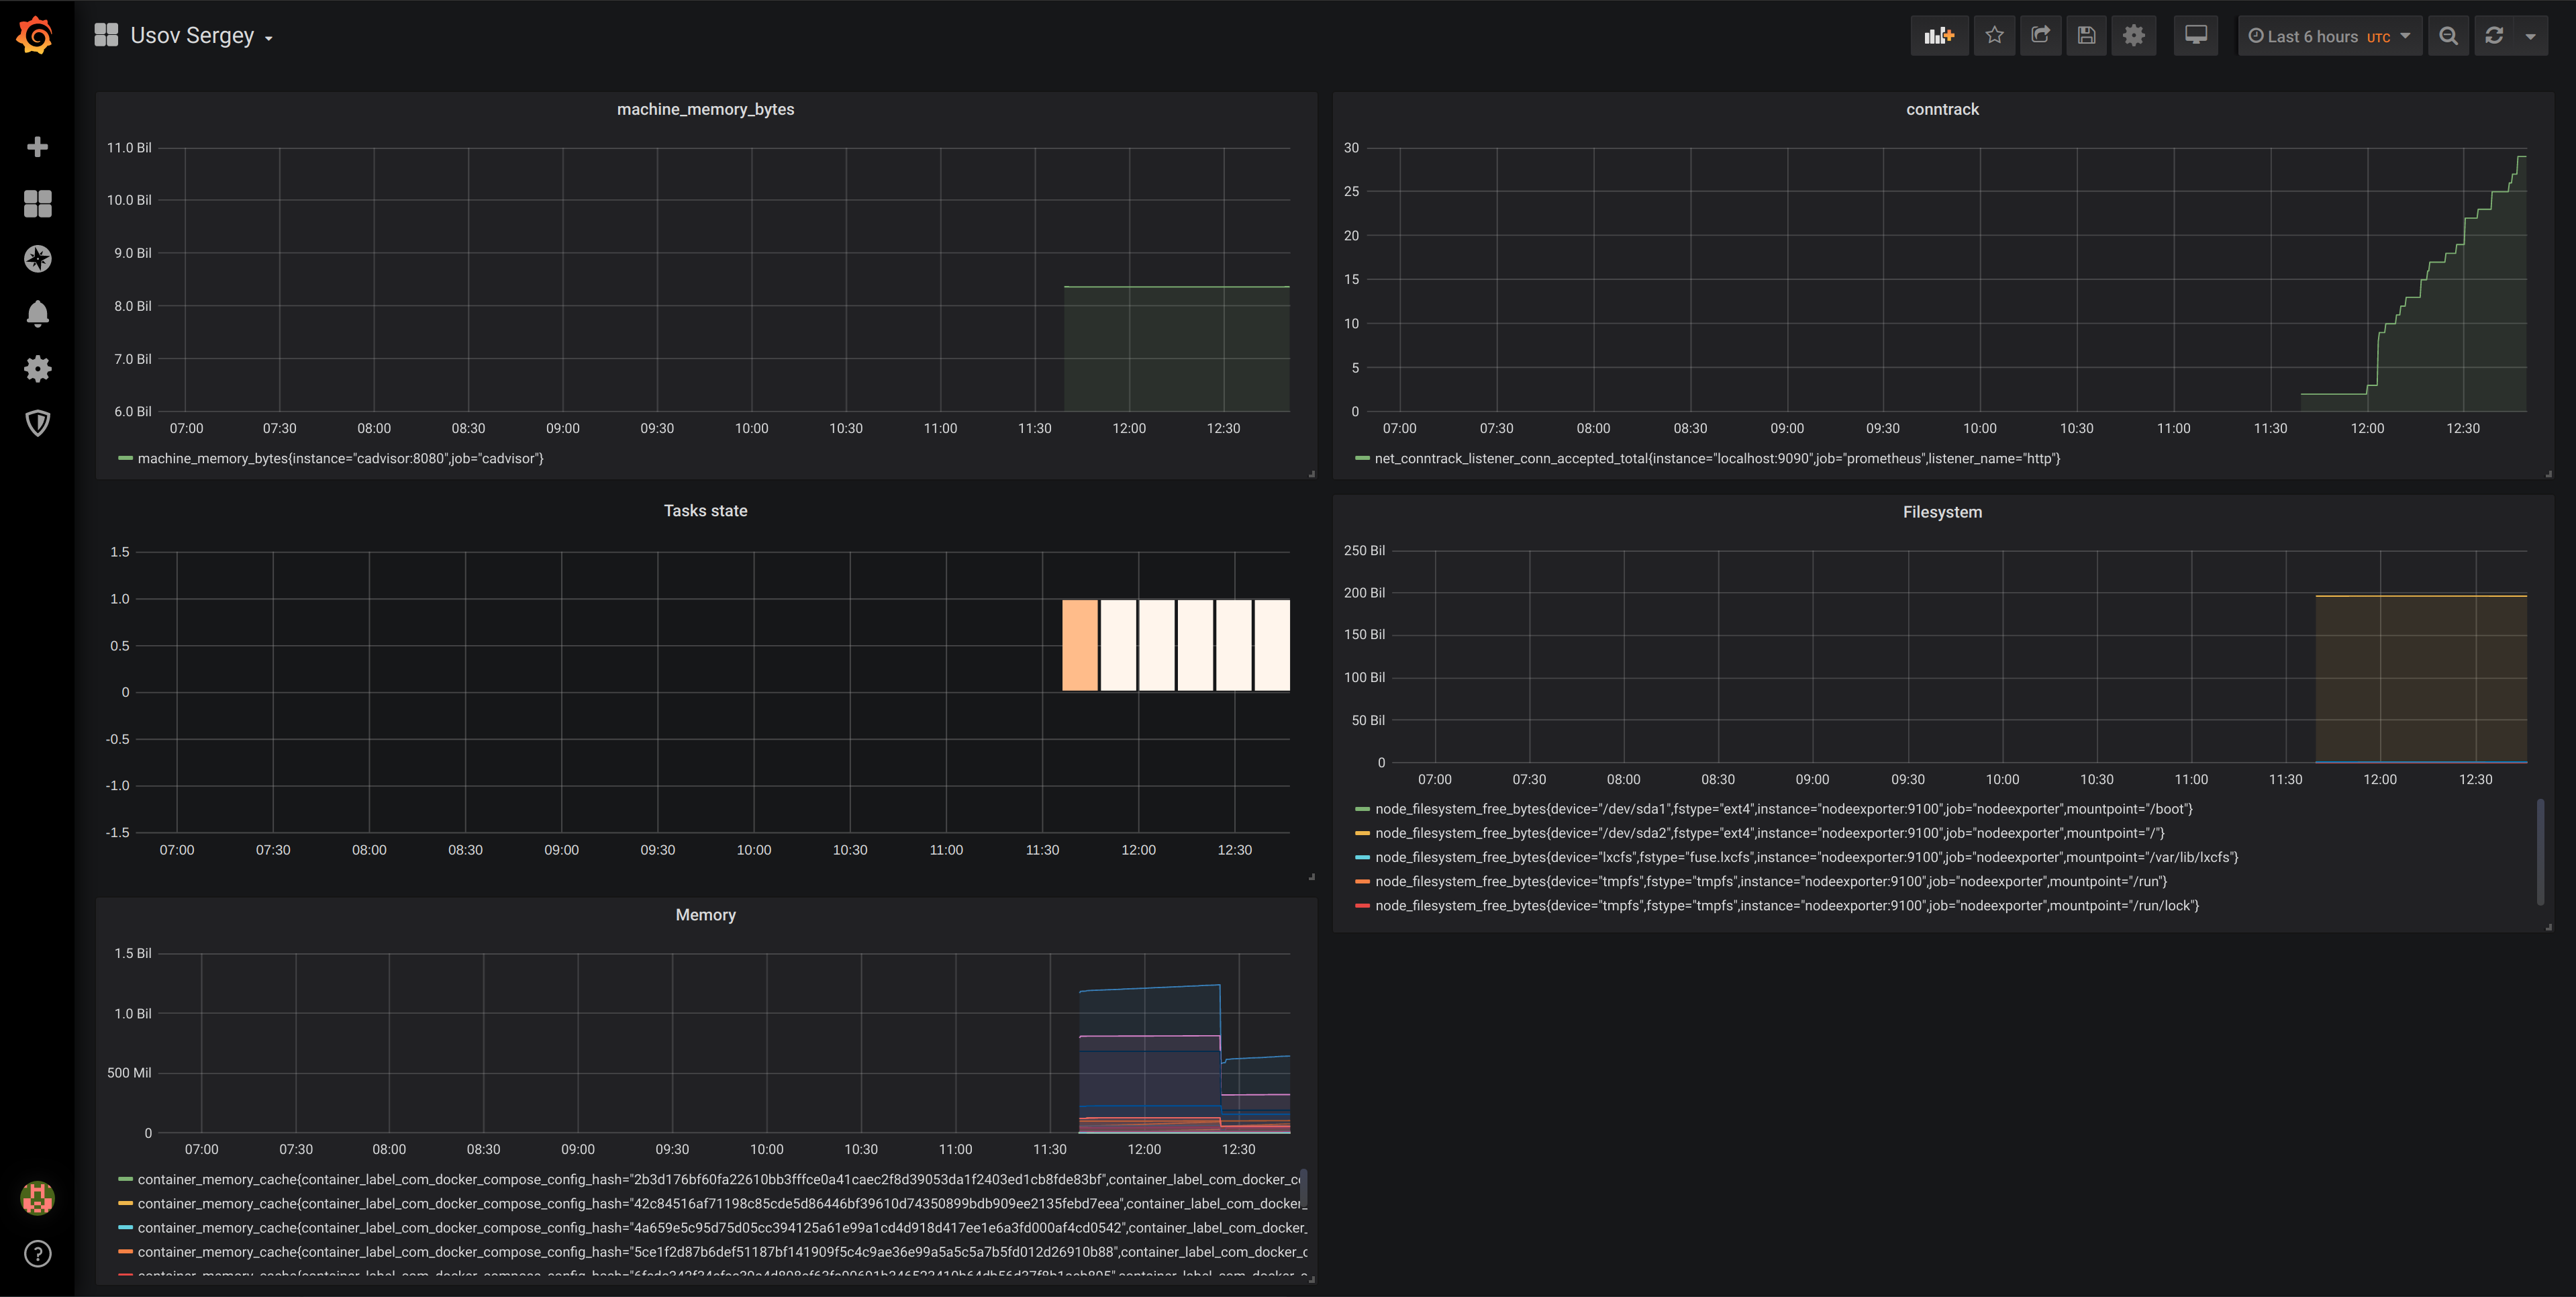 Usov Sergey
Last 6 hours UTC
machine_memory_bytes
11.0 Bil
10.0 Bil
9.0 Bil
8.0 Bil
7.0 Bil
6.0 Bil
07:00 07:30 08:00 08:30 09:00 09:30 10:00 10:30 11:00 11:30 12:00 12:30
machine_memory_bytes{instance="cadvisor:8080",job="cadvisor"}
conntrack
30
25
20
15
10
5
0
07:00 07:30 08:00 08:30 09:00 09:30 10:00 10:30 11:00 11:30 12:00 12:30
net_conntrack_listener_conn_accepted_total{instance="localhost:9090",job="prometheus",listener_name="http"}
Tasks state
1.5
1.0
0.5
0
-0.5
-1.0
-1.5
07:00 07:30 08:00 08:30 09:00 09:30 10:00 10:30 11:00 11:30 12:00 12:30
Filesystem
250 Bil
200 Bil
150 Bil
100 Bil
50 Bil
0
07:00 07:30 08:00 08:30 09:00 09:30 10:00 10:30 11:00 11:30 12:00 12:30
node_filesystem_free_bytes{device="/dev/sda1",fstype="ext4",instance="nodeexporter:9100",job="nodeexporter",mountpoint="/boot"}
node_filesystem_free_bytes{device="/dev/sda2",fstype="ext4",instance="nodeexporter:9100",job="nodeexporter",mountpoint="/"}
node_filesystem_free_bytes{device="lxcfs",fstype="fuse.lxcfs",instance="nodeexporter:9100",job="nodeexporter",mountpoint="/var/lib/lxcfs"}
node_filesystem_free_bytes{device="tmpfs",fstype="tmpfs",instance="nodeexporter:9100",job="nodeexporter",mountpoint="/run"}
node_filesystem_free_bytes{device="tmpfs",fstype="tmpfs",instance="nodeexporter:9100",job="nodeexporter",mountpoint="/run/lock"}
Memory
1.5 Bil
1.0 Bil
500 Mil
0
07:00 07:30 08:00 08:30 09:00 09:30 10:00 10:30 11:00 11:30 12:00 12:30
container_memory_cache{container_label_com_docker_compose_config_hash="2b3d176bf60fa22610bb3fffce0a41caec2f8d39053da1f2403ed1cb8fde83bf",container_label_com_docker_c
container_memory_cache{container_label_com_docker_compose_config_hash="42c84516af71198c85cde5d86446bf39610d74350899bdb909ee2135febd7eea",container_label_com_docker_
container_memory_cache{container_label_com_docker_compose_config_hash="4a659e5c95d75d05cc394125a61e99a1cd4d918d417ee1e6a3fd000af4cd0542",container_label_com_docker_
container_memory_cache{container_label_com_docker_compose_config_hash="5ce1f2d87b6def51187bf141909f5c4c9ae36e99a5a5c5a7b5fd012d26910b88",container_label_com_docker_c